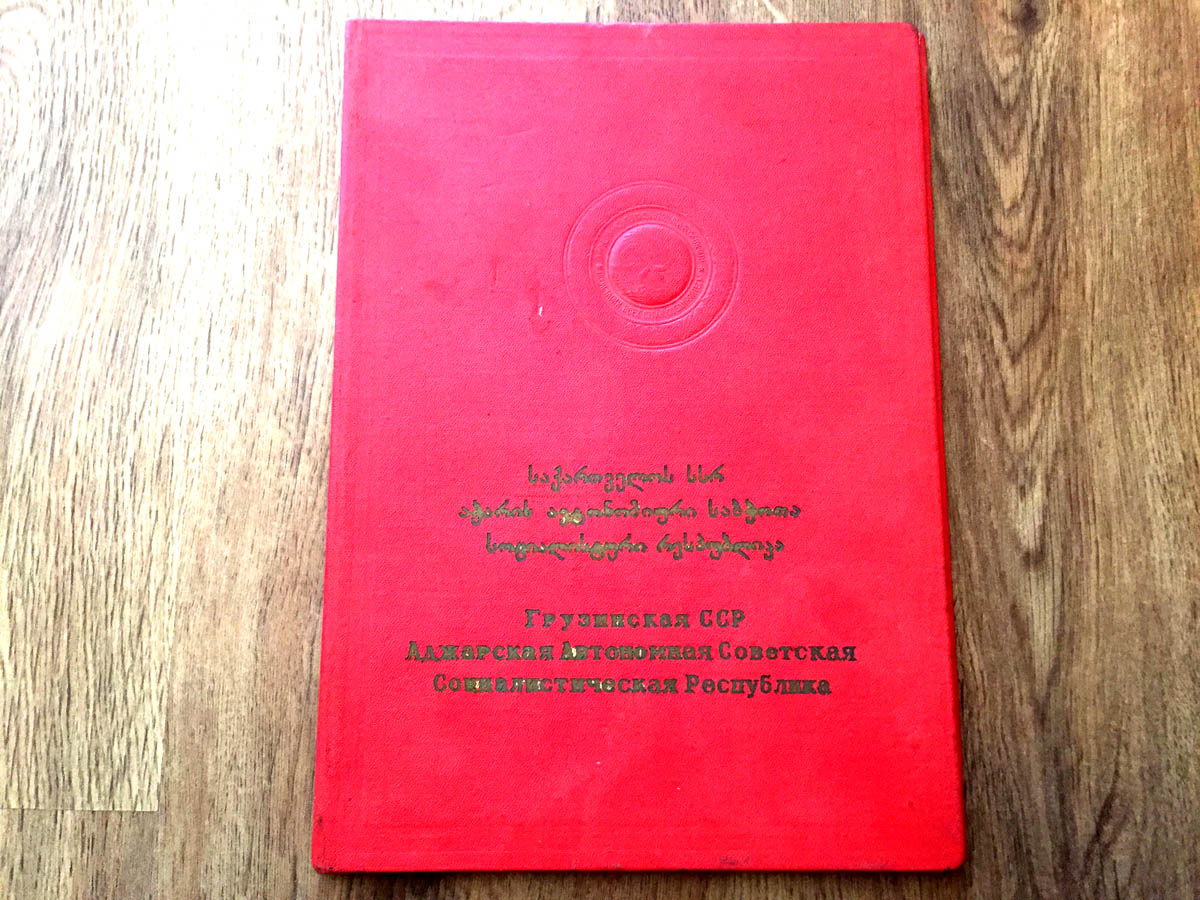 საქართველოს სსრ
აჭარის ავტონომიური საბჭოთა
სოციალისტური რესპუბლიკა
Грузинская ССР
Аджарская Автономная Советская
Социалистическая Республика